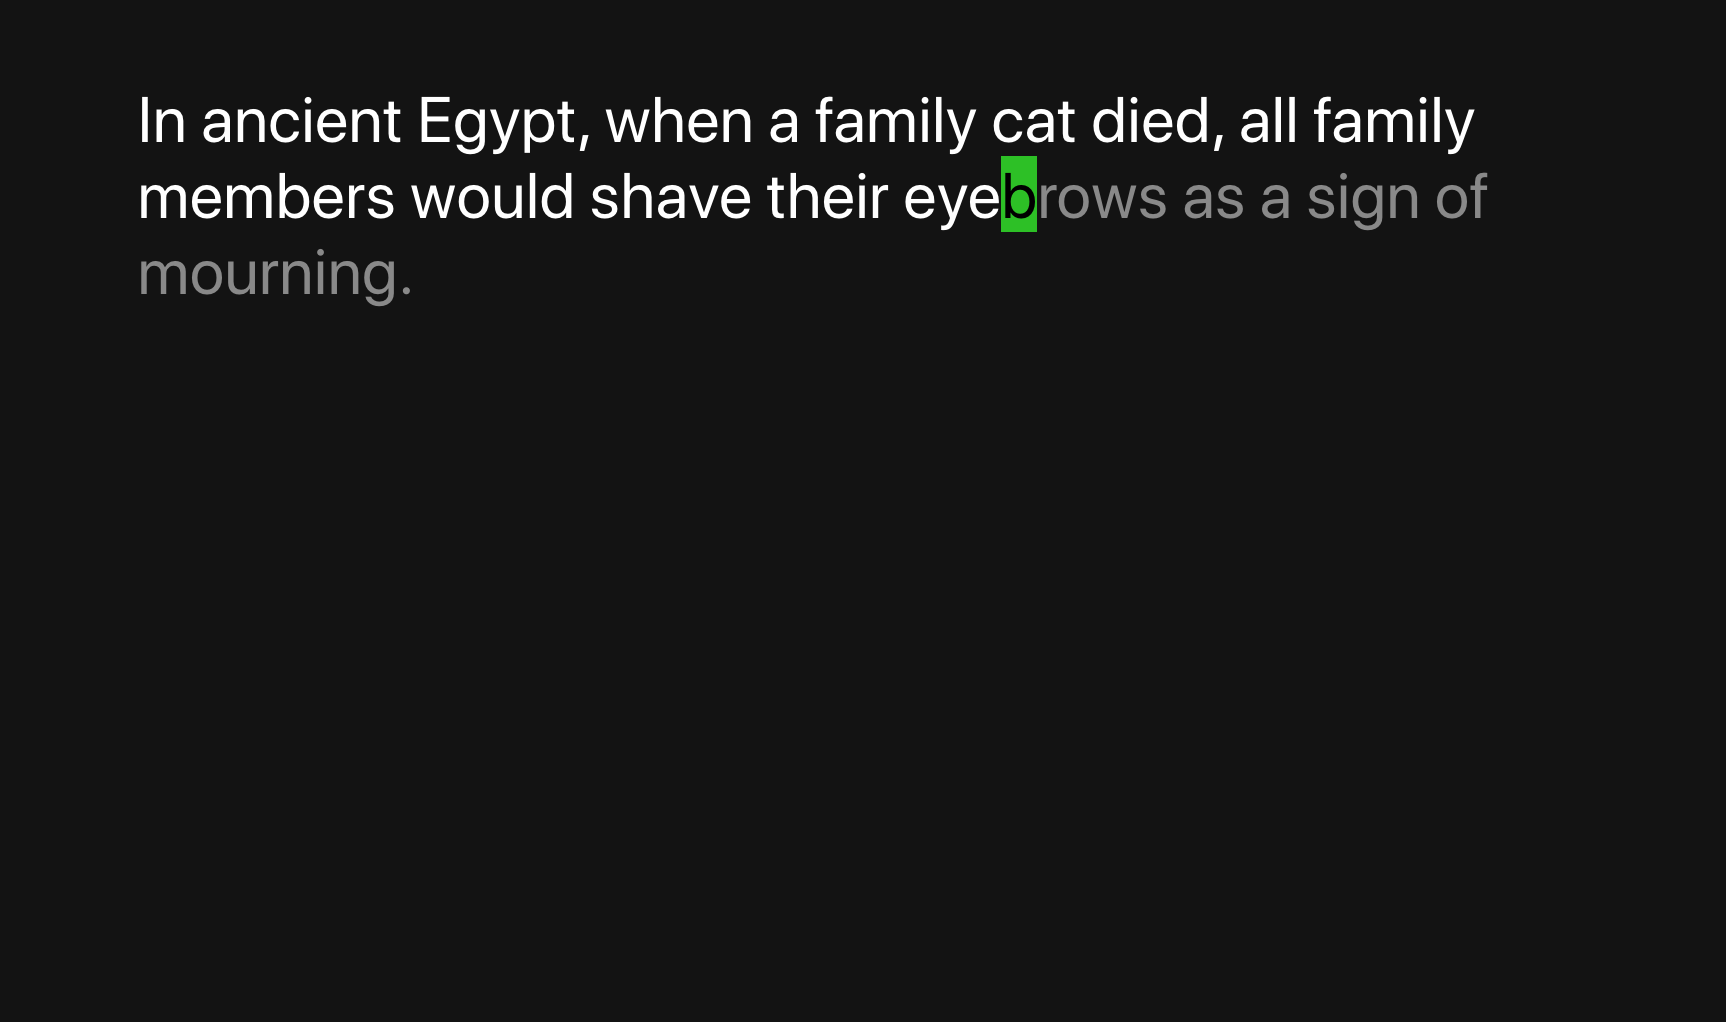 In ancient Egypt, when a family cat died, all family
members would shave their eyebrows as a sign of
mourning.